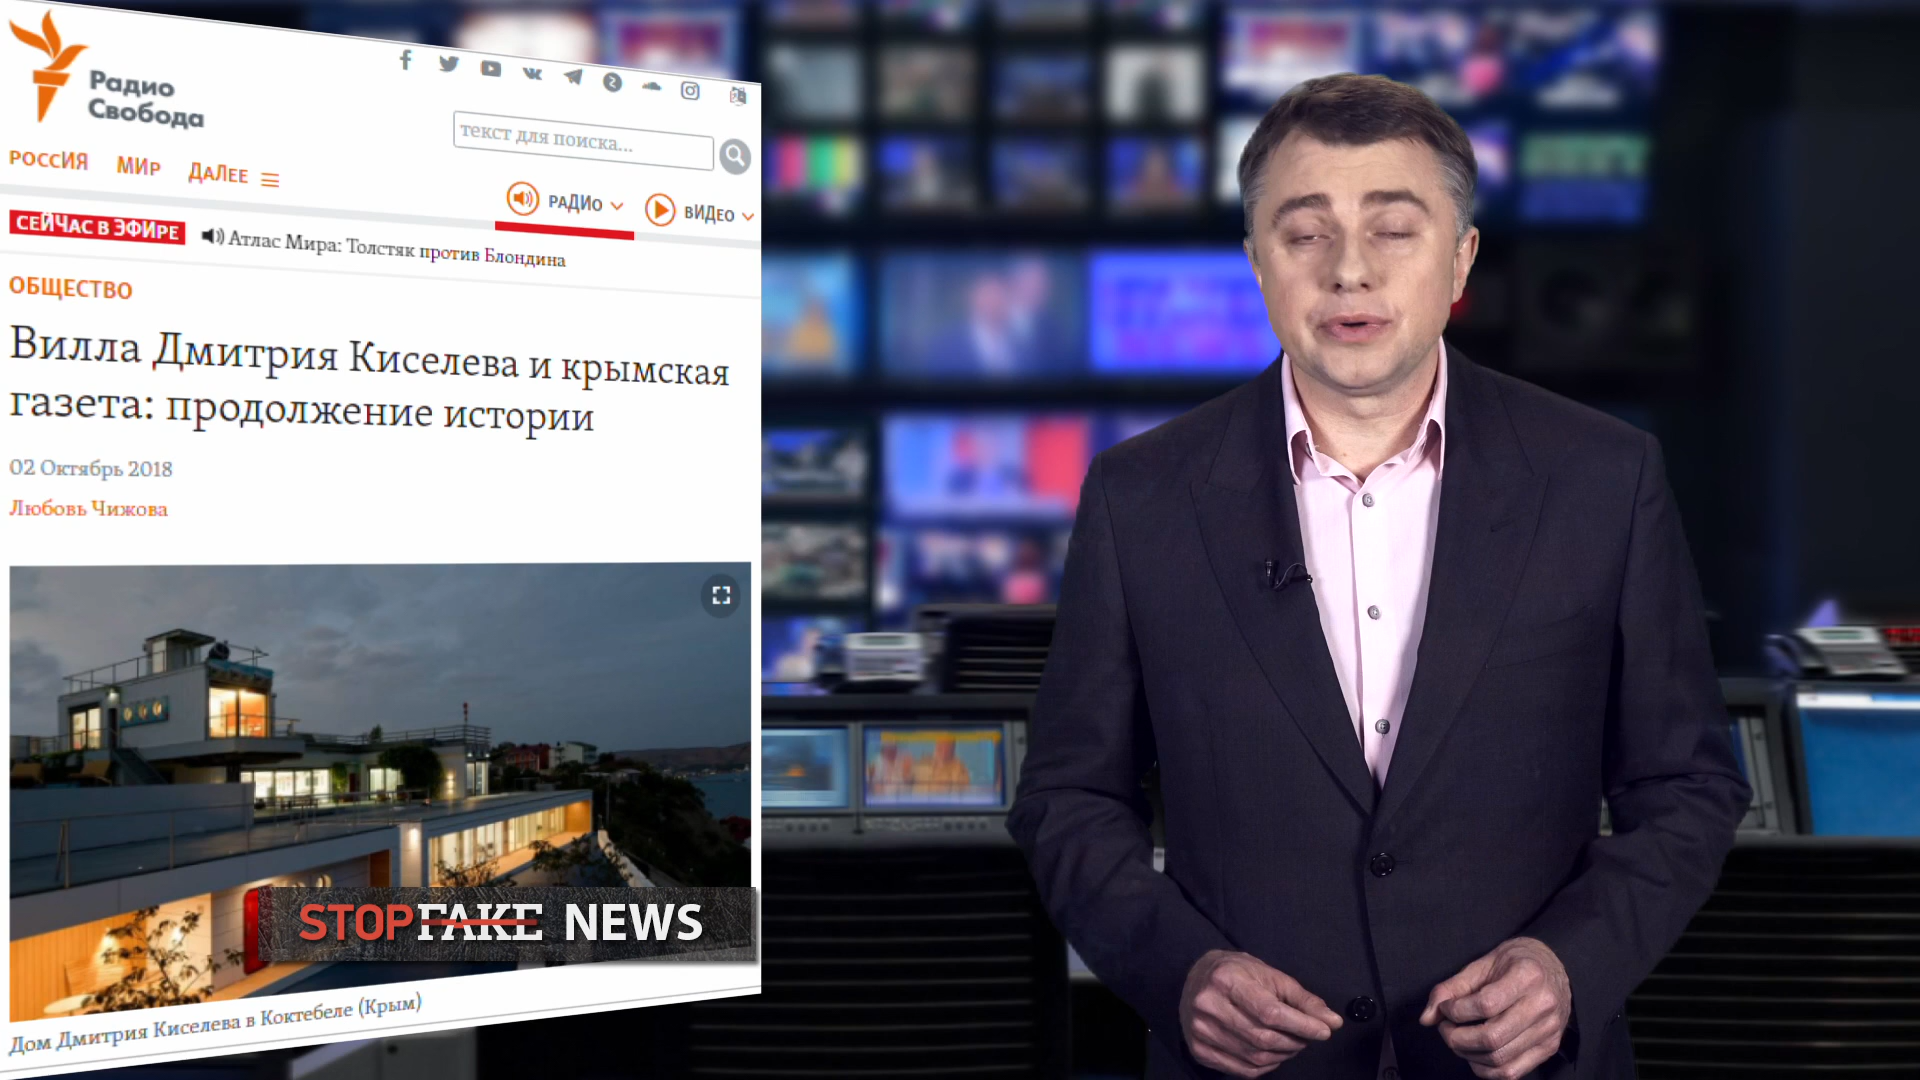 Радио
Свобода
текст для поиска...
РОССИЯ МИР ДАЛЕЕ
РАДИО ВИДЕО
СЕЙЧАС В ЭФИРЕ Атлас Мира: Толстяк против Блондина
ОБЩЕСТВО
Вилла Дмитрия Киселева и крымская
газета: продолжение истории
02 Октябрь 2018
Любовь Чижова
STOPFAKE NEWS
Дом Дмитрия Киселева в Коктебеле (Крым)